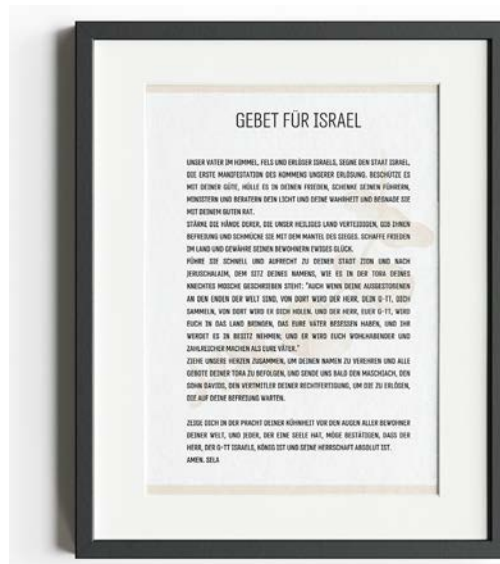 GEBET FÜR ISRAEL
UNSER VATER IM HIMMEL, FELS UND ERLÖSER ISRAELS, SEGNE DEN STAAT ISRAEL,
DIE ERSTE MANIFESTATION DES KOMMENS UNSERER ERLÖSUNG. BESCHÜTZE ES
MIT DEINER GÜTE, HÜLLE ES IN DEINEN FRIEDEN, SCHENKE SEINEN FÜHRERN,
MINISTERN UND BERATERN DEIN LICHT UND DEINE WAHRHEIT UND BEGNADE SIE
MIT DEINEM GUTEN RAT.
STÄRKE DIE HÄNDE DERER, DIE UNSER HEILIGES LAND VERTEIDIGEN, GIB IHNEN
BEFREIUNG UND SCHMÜCKE SIE MIT DEM MANTEL DES SIEGES. SCHAFFE FRIEDEN
IM LAND UND GEWÄHRE SEINEN BEWOHNERN EWIGES GLÜCK.
FÜHRE SIE SCHNELL UND AUFRECHT ZU DEINER STADT ZION UND NACH
JERUSCHALAIM, DEM SITZ DEINES NAMENS, WIE ES IN DER TORA DEINES
KNECHTES MOSCHE GESCHRIEBEN STEHT: "AUCH WENN DEINE AUSGESTOßENEN
AN DEN ENDEN DER WELT SIND, VON DORT WIRD DER HERR, DEIN G-TT, DICH
SAMMELN, VON DORT WIRD ER DICH HOLEN. UND DER HERR, EUER G-TT, WIRD
EUCH IN DAS LAND BRINGEN, DAS EURE VÄTER BESESSEN HABEN, UND IHR
WERDET ES IN BESITZ NEHMEN; UND ER WIRD EUCH WOHLHABENDER UND
ZAHLREICHER MACHEN ALS EURE VÄTER."
ZIEHE UNSERE HERZEN ZUSAMMEN, UM DEINEN NAMEN ZU VEREHREN UND ALLE
GEBOTE DEINER TORA ZU BEFOLGEN, UND SENDE UNS BALD DEN MASCHIACH, DEN
SOHN DAVIDS, DEN VERTMITLER DEINER RECHTFERTIGUNG, UM DIE ZU ERLÖSEN,
DIE AUF DEINE BEFREIUNG WARTEN.
ZEIGE DICH IN DER PRACHT DEINER KÜHNHEIT VOR DEN AUGEN ALLER BEWOHNER
DEINER WELT, UND JEDER, DER EINE SEELE HAT, MÖGE BESTÄTIGEN, DASS DER
HERR, DER G-TT ISRAELS, KÖNIG IST UND SEINE HERRSCHAFT ABSOLUT IST.
AMEN. SELA